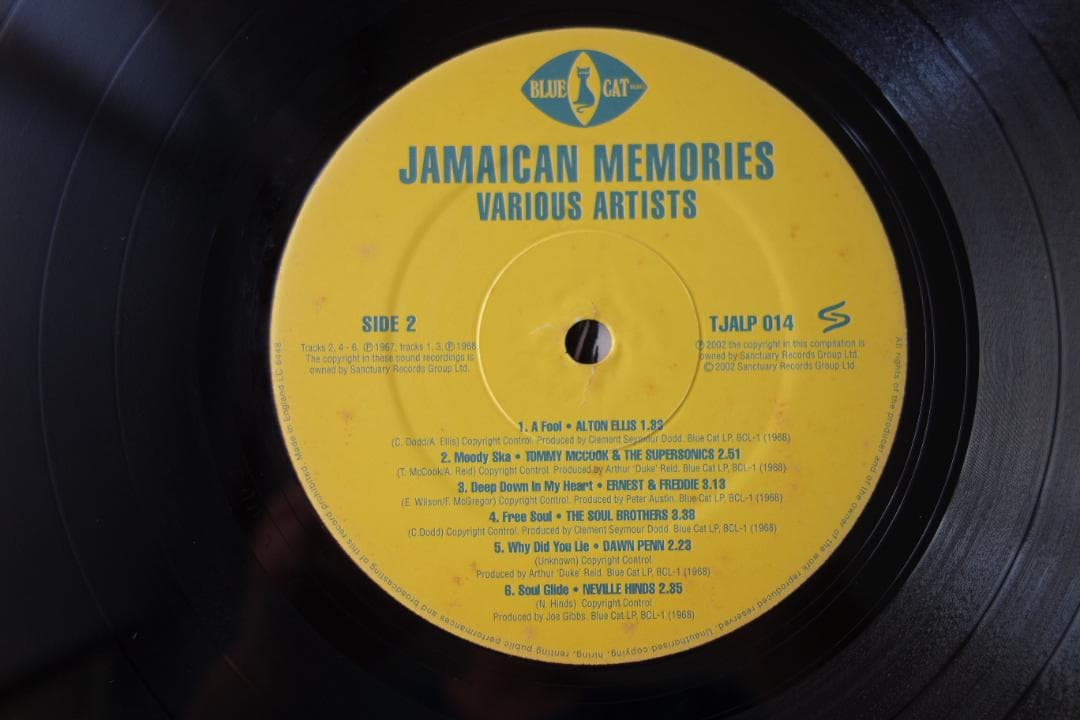 BLUE CAT
JAMAICAN MEMORIES
VARIOUS ARTISTS
SIDE 2
Tracks 2, 4 - 6, Ⓟ 1967; tracks 1, 3, Ⓟ 1968
The copyright in these sound recordings is
owned by Sanctuary Records Group Ltd.
TJALP 014
Ⓟ 2002 the copyright in this compilation is
owned by Sanctuary Records Group Ltd.
© 2002 Sanctuary Records Group Ltd.
1. A Fool • ALTON ELLIS 1.33
(C. Dodd/A. Ellis) Copyright Control. Produced by Clement Seymour Dodd. Blue Cat LP, BCL-1 (1968)
2. Moody Ska • TOMMY MCCOOK & THE SUPERSONICS 2.51
(T. McCook/A. Reid) Copyright Control. Produced by Arthur 'Duke' Reid. Blue Cat LP, BCL-1 (1968)
3. Deep Down In My Heart • ERNEST & FREDDIE 3.13
(E. Wilson/F. McGregor) Copyright Control. Produced by Peter Austin. Blue Cat LP, BCL-1 (1968)
4. Free Soul • THE SOUL BROTHERS 3.38
(C.Dodd) Copyright Control. Produced by Clement Seymour Dodd. Blue Cat LP, BCL-1 (1968)
5. Why Did You Lie • DAWN PENN 2.23
(Unknown) Copyright Control.
Produced by Arthur 'Duke' Reid. Blue Cat LP, BCL-1 (1968)
6. Soul Glide • NEVILLE HINDS 2.35
(N. Hinds) Copyright Control
Produced by Joe Gibbs. Blue Cat LP, BCL-1 (1968)
All rights of the producer and of the owner of the work reproduced reserved. Unauthorised copying, hiring, renting public performances and broadcasting of this record prohibited. Made in England LC 6448